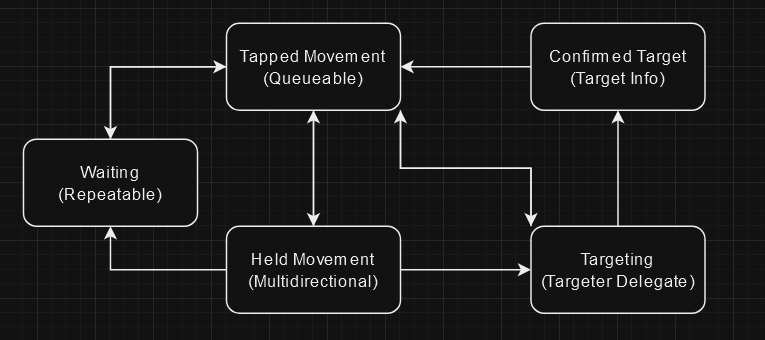 Tapped Movement
(Queueable)
Confirmed Target
(Target Info)
Waiting
(Repeatable)
Held Movement
(Multidirectional)
Targeting
(Targeter Delegate)